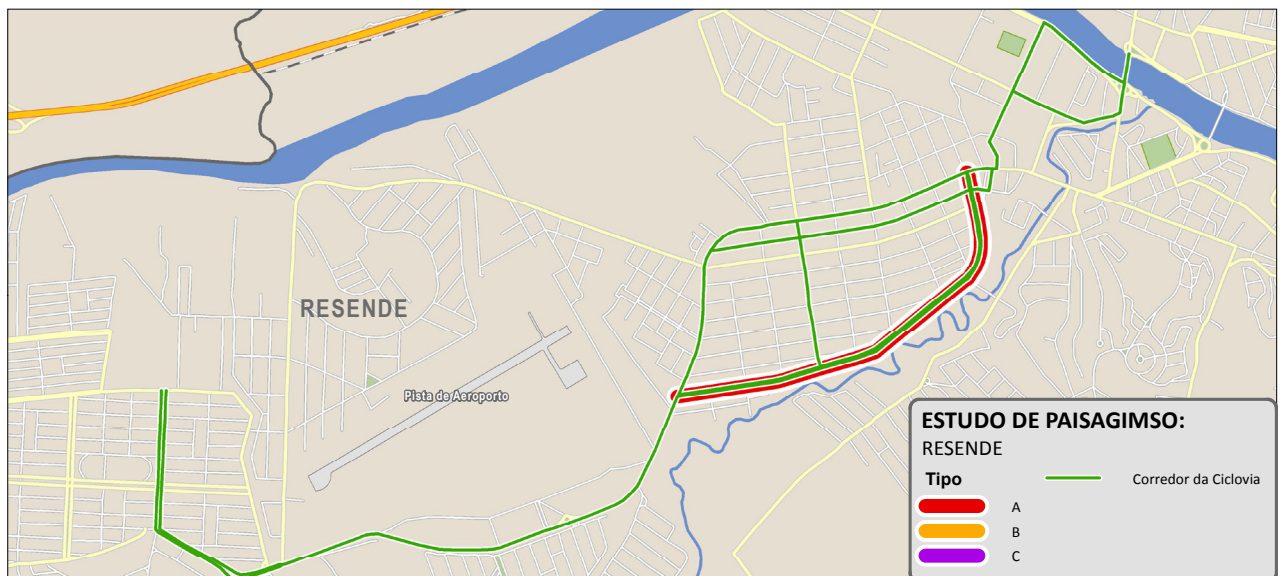 RESENDE
Pista de Aeroporto
ESTUDO DE PAISAGIMSO:
RESENDE
Tipo
Corredor da Ciclovia
A
B
C